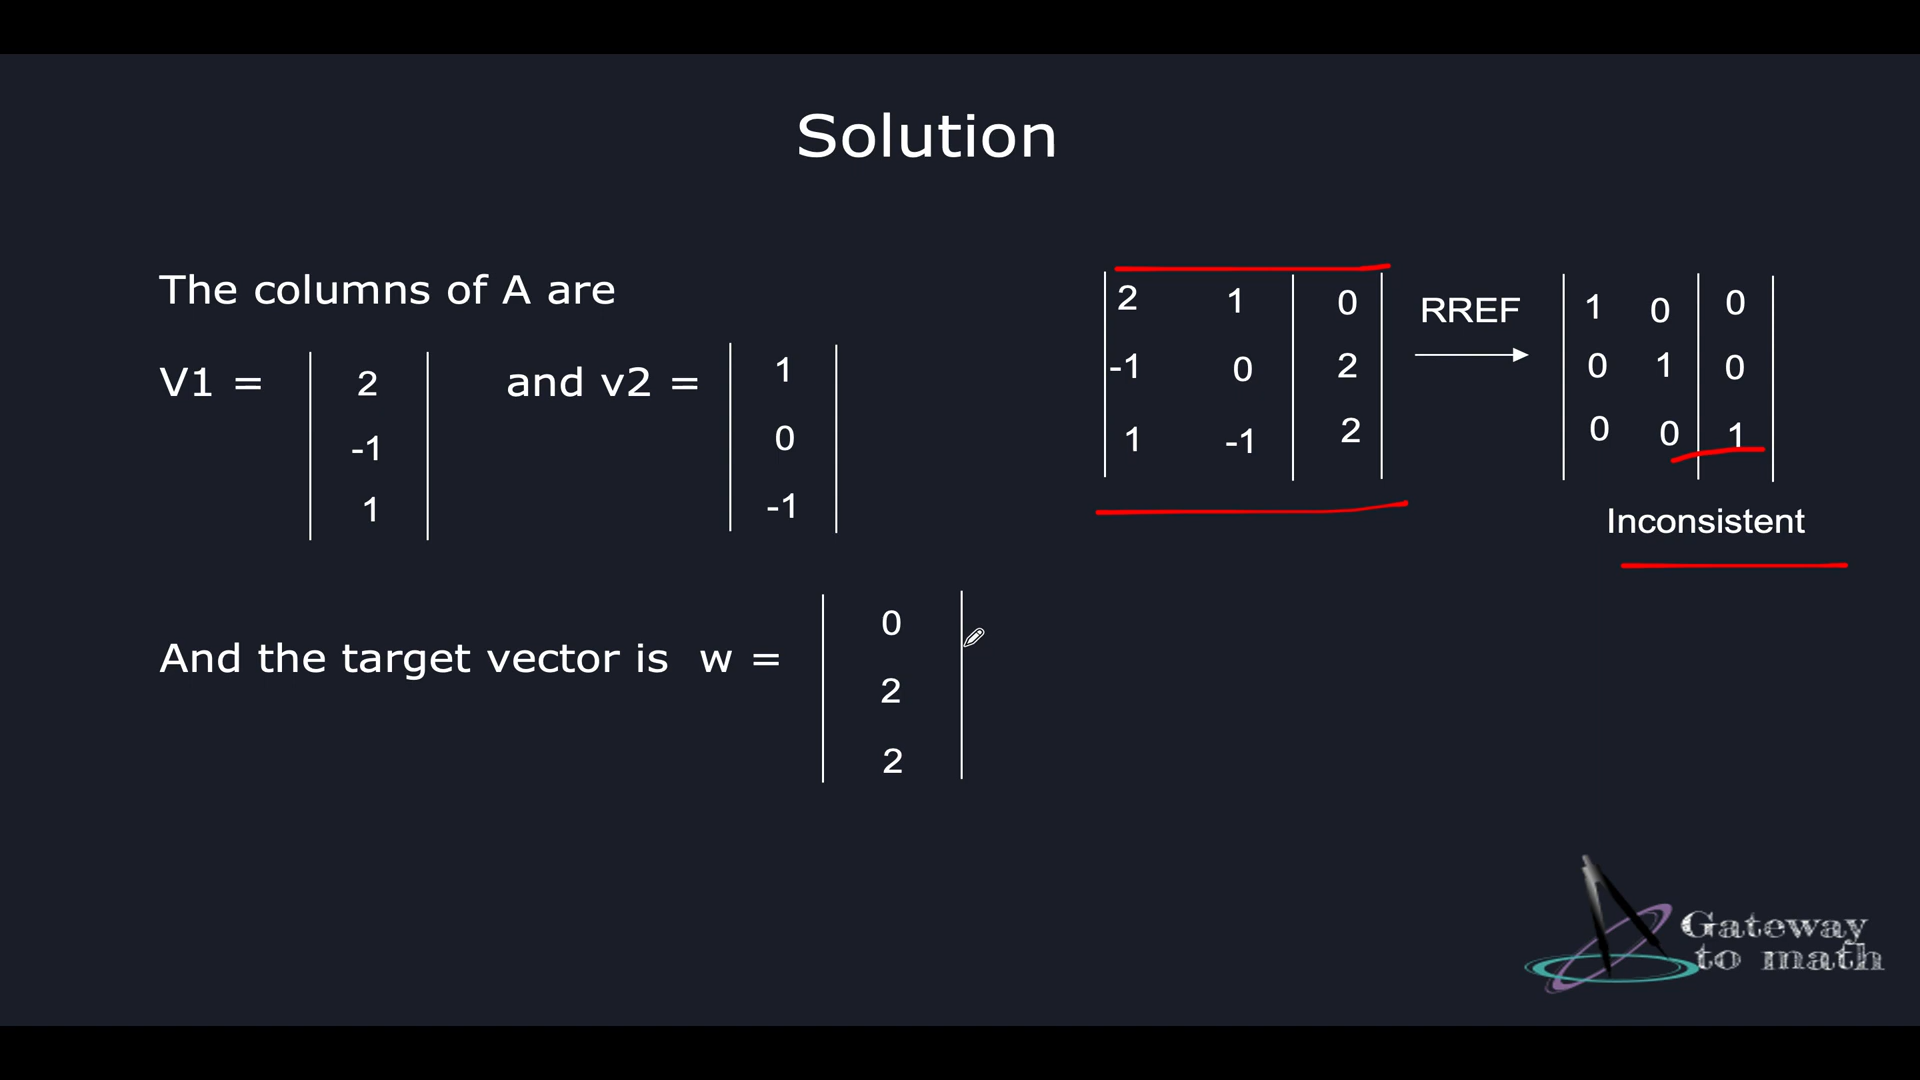 Solution
The columns of A are
V1 =
2
-1
1
and v2 =
1
0
-1
And the target vector is w =
0
2
2
2 1 0
-1 0 2
1 -1 2
RREF
1 0 0
0 1 0
0 0 1
Inconsistent
Gateway
to math